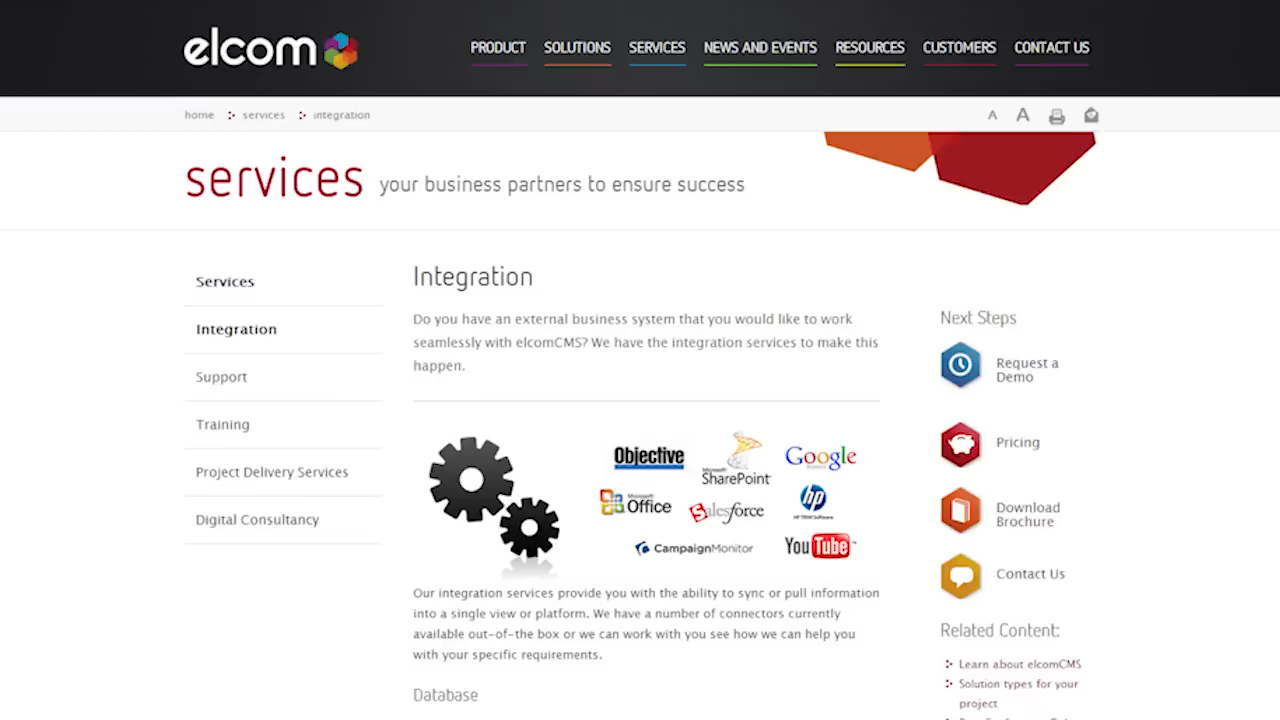 elcom
PRODUCT SOLUTIONS SERVICES NEWS AND EVENTS RESOURCES CUSTOMERS CONTACT US
home services integration
A A
services your business partners to ensure success
Services
Integration
Support
Training
Project Delivery Services
Digital Consultancy
Integration
Do you have an external business system that you would like to work
seamlessly with elcomCMS? We have the integration services to make this
happen.
Objective
Microsoft
SharePoint
Google
Microsoft
Office
Salesforce
hp
HP TRIM Software
CampaignMonitor
YouTube
Our integration services provide you with the ability to sync or pull information
into a single view or platform. We have a number of connectors currently
available out-of-the box or we can work with you see how we can help you
with your specific requirements.
Database
Next Steps
Request a
Demo
Pricing
Download
Brochure
Contact Us
Related Content:
Learn about elcomCMS
Solution types for your
project